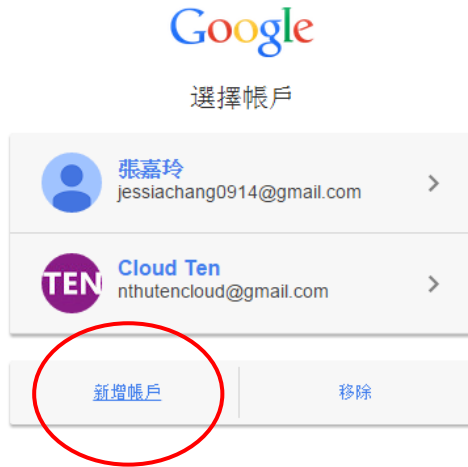 Google
選擇帳戶
張嘉玲
jessiachang0914@gmail.com
TEN
Cloud Ten
nthutencloud@gmail.com
新增帳戶
移除